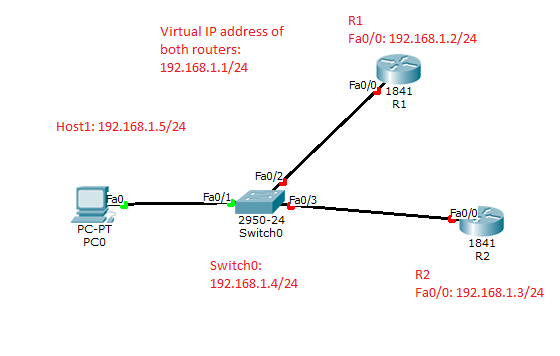 Virtual IP address of
both routers:
192.168.1.1/24
R1
Fa0/0: 192.168.1.2/24
Fa0/0
1841
R1
Host1: 192.168.1.5/24
Fa0/2
Fa0
Fa0/1
Fa0/3
Fa0/0
PC-PT
PC0
2950-24
Switch0
1841
R2
Switch0:
192.168.1.4/24
R2
Fa0/0: 192.168.1.3/24